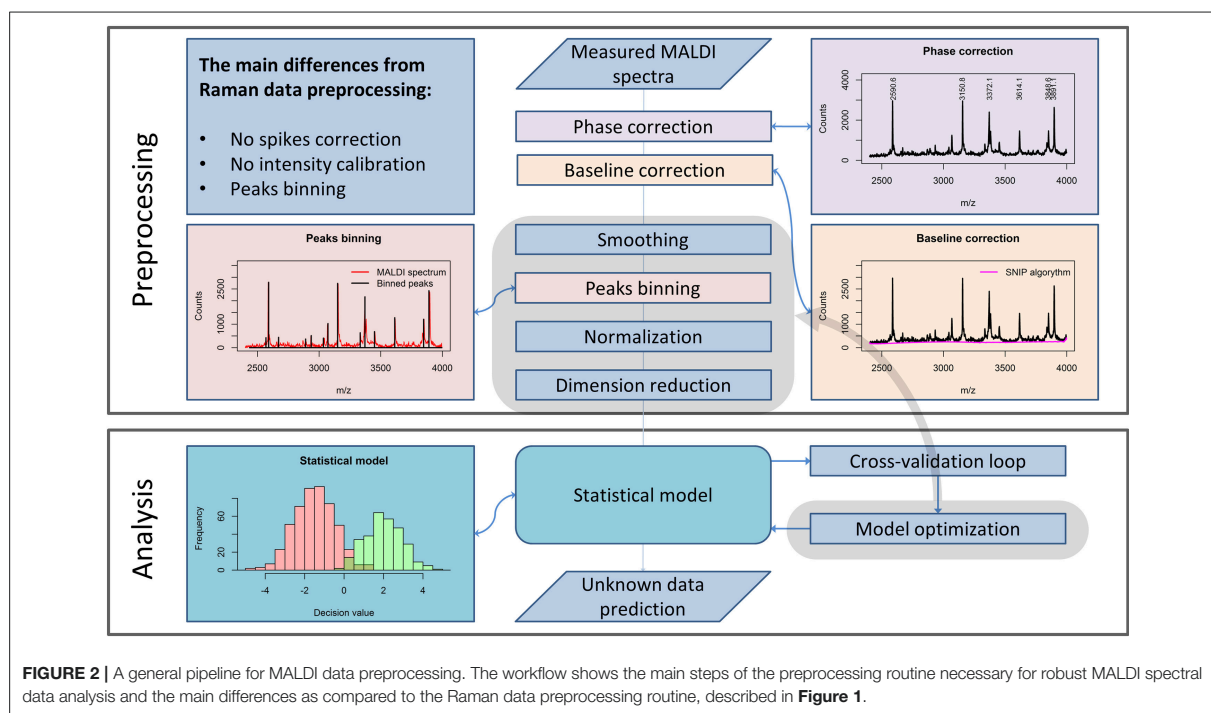 Preprocessing
The main differences from
Raman data preprocessing:
• No spikes correction
• No intensity calibration
• Peaks binning
Measured MALDI
spectra
Phase correction
Baseline correction
Smoothing
Peaks binning
Normalization
Dimension reduction
Phase correction
Counts
0
2000
4000
2590.6
3150.8
3372.1
3614.1
3848.6
3891.1
2500 3000 3500 4000
m/z
Peaks binning
MALDI spectrum
Binned peaks
Counts
0
1000
2500
2500 3000 3500 4000
m/z
Baseline correction
SNIP algorythm
Counts
0
1000
2500
2500 3000 3500 4000
m/z
Analysis
Statistical model
Frequency
0
20
60
-4 -2 0 2 4
Decision value
Statistical model
Cross-validation loop
Model optimization
Unknown data
prediction
FIGURE 2 | A general pipeline for MALDI data preprocessing. The workflow shows the main steps of the preprocessing routine necessary for robust MALDI spectral
data analysis and the main differences as compared to the Raman data preprocessing routine, described in Figure 1.